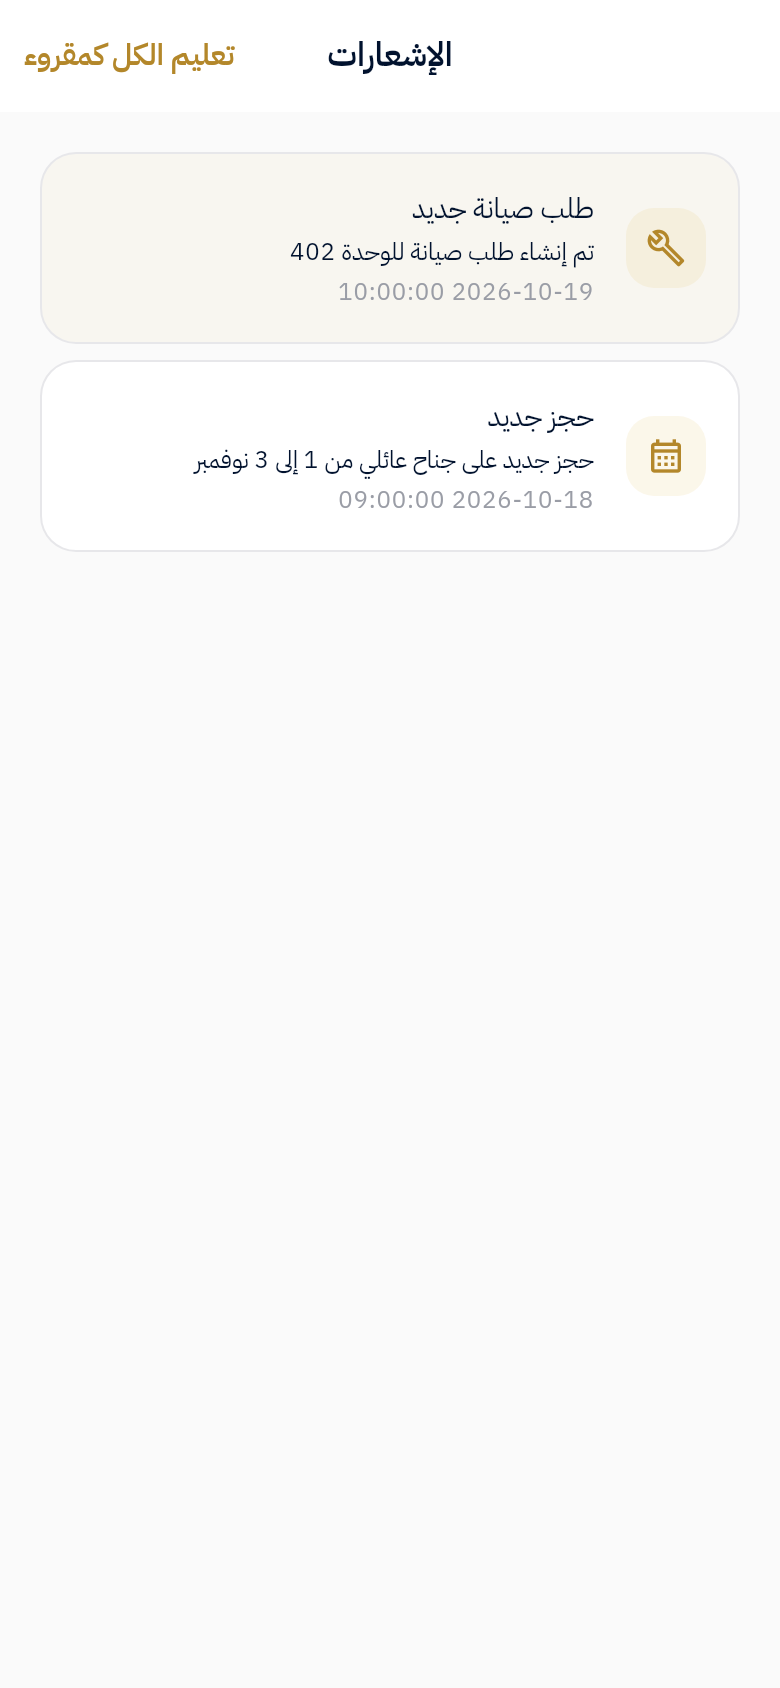 الإشعارات
تعليم الكل كمقروء
طلب صيانة جديد
تم إنشاء طلب صيانة للوحدة 402
10:00:00 2026-10-19
حجز جديد
حجز جديد على جناح عائلي من 1 إلى 3 نوفمبر
09:00:00 2026-10-18